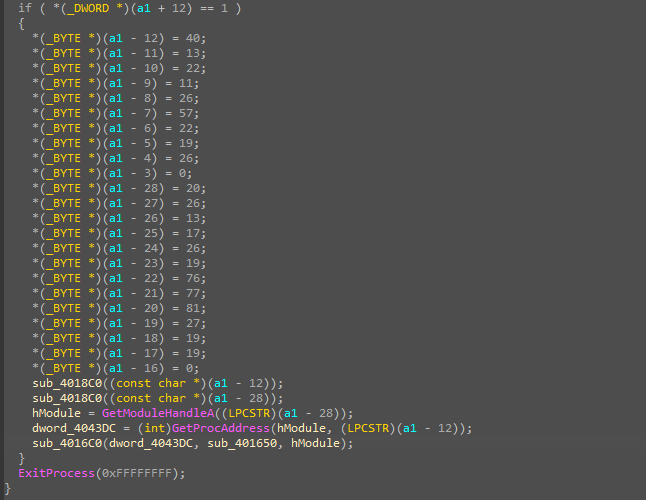 if ( *(_DWORD *)(a1 + 12) == 1 )
{
*(_BYTE *)(a1 - 12) = 40;
*(_BYTE *)(a1 - 11) = 13;
*(_BYTE *)(a1 - 10) = 22;
*(_BYTE *)(a1 - 9) = 11;
*(_BYTE *)(a1 - 8) = 26;
*(_BYTE *)(a1 - 7) = 57;
*(_BYTE *)(a1 - 6) = 22;
*(_BYTE *)(a1 - 5) = 19;
*(_BYTE *)(a1 - 4) = 26;
*(_BYTE *)(a1 - 3) = 0;
*(_BYTE *)(a1 - 28) = 20;
*(_BYTE *)(a1 - 27) = 26;
*(_BYTE *)(a1 - 26) = 13;
*(_BYTE *)(a1 - 25) = 17;
*(_BYTE *)(a1 - 24) = 26;
*(_BYTE *)(a1 - 23) = 19;
*(_BYTE *)(a1 - 22) = 76;
*(_BYTE *)(a1 - 21) = 77;
*(_BYTE *)(a1 - 20) = 81;
*(_BYTE *)(a1 - 19) = 27;
*(_BYTE *)(a1 - 18) = 19;
*(_BYTE *)(a1 - 17) = 19;
*(_BYTE *)(a1 - 16) = 0;
sub_4018C0((const char *)(a1 - 12));
sub_4018C0((const char *)(a1 - 28));
hModule = GetModuleHandleA((LPCSTR)(a1 - 28));
dword_4043DC = (int)GetProcAddress(hModule, (LPCSTR)(a1 - 12));
sub_4016C0(dword_4043DC, sub_401650, hModule);
}
ExitProcess(0xFFFFFFFF);
}